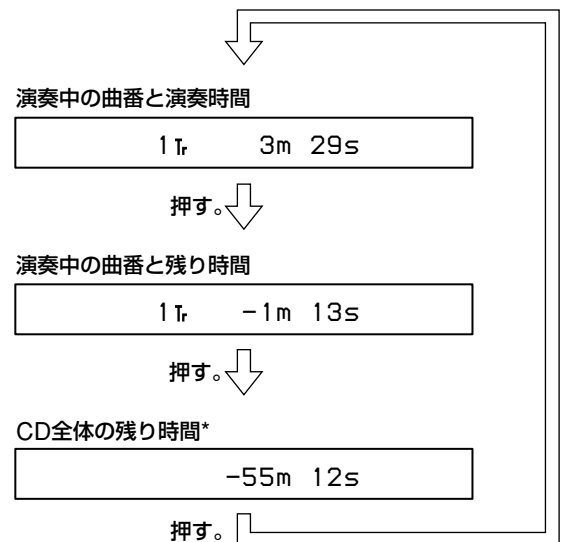 演奏中の曲番と演奏時間
1 Tr 3m 29s
押す。
演奏中の曲番と残り時間
1 Tr -1m 13s
押す。
CD全体の残り時間*
-55m 12s
押す。